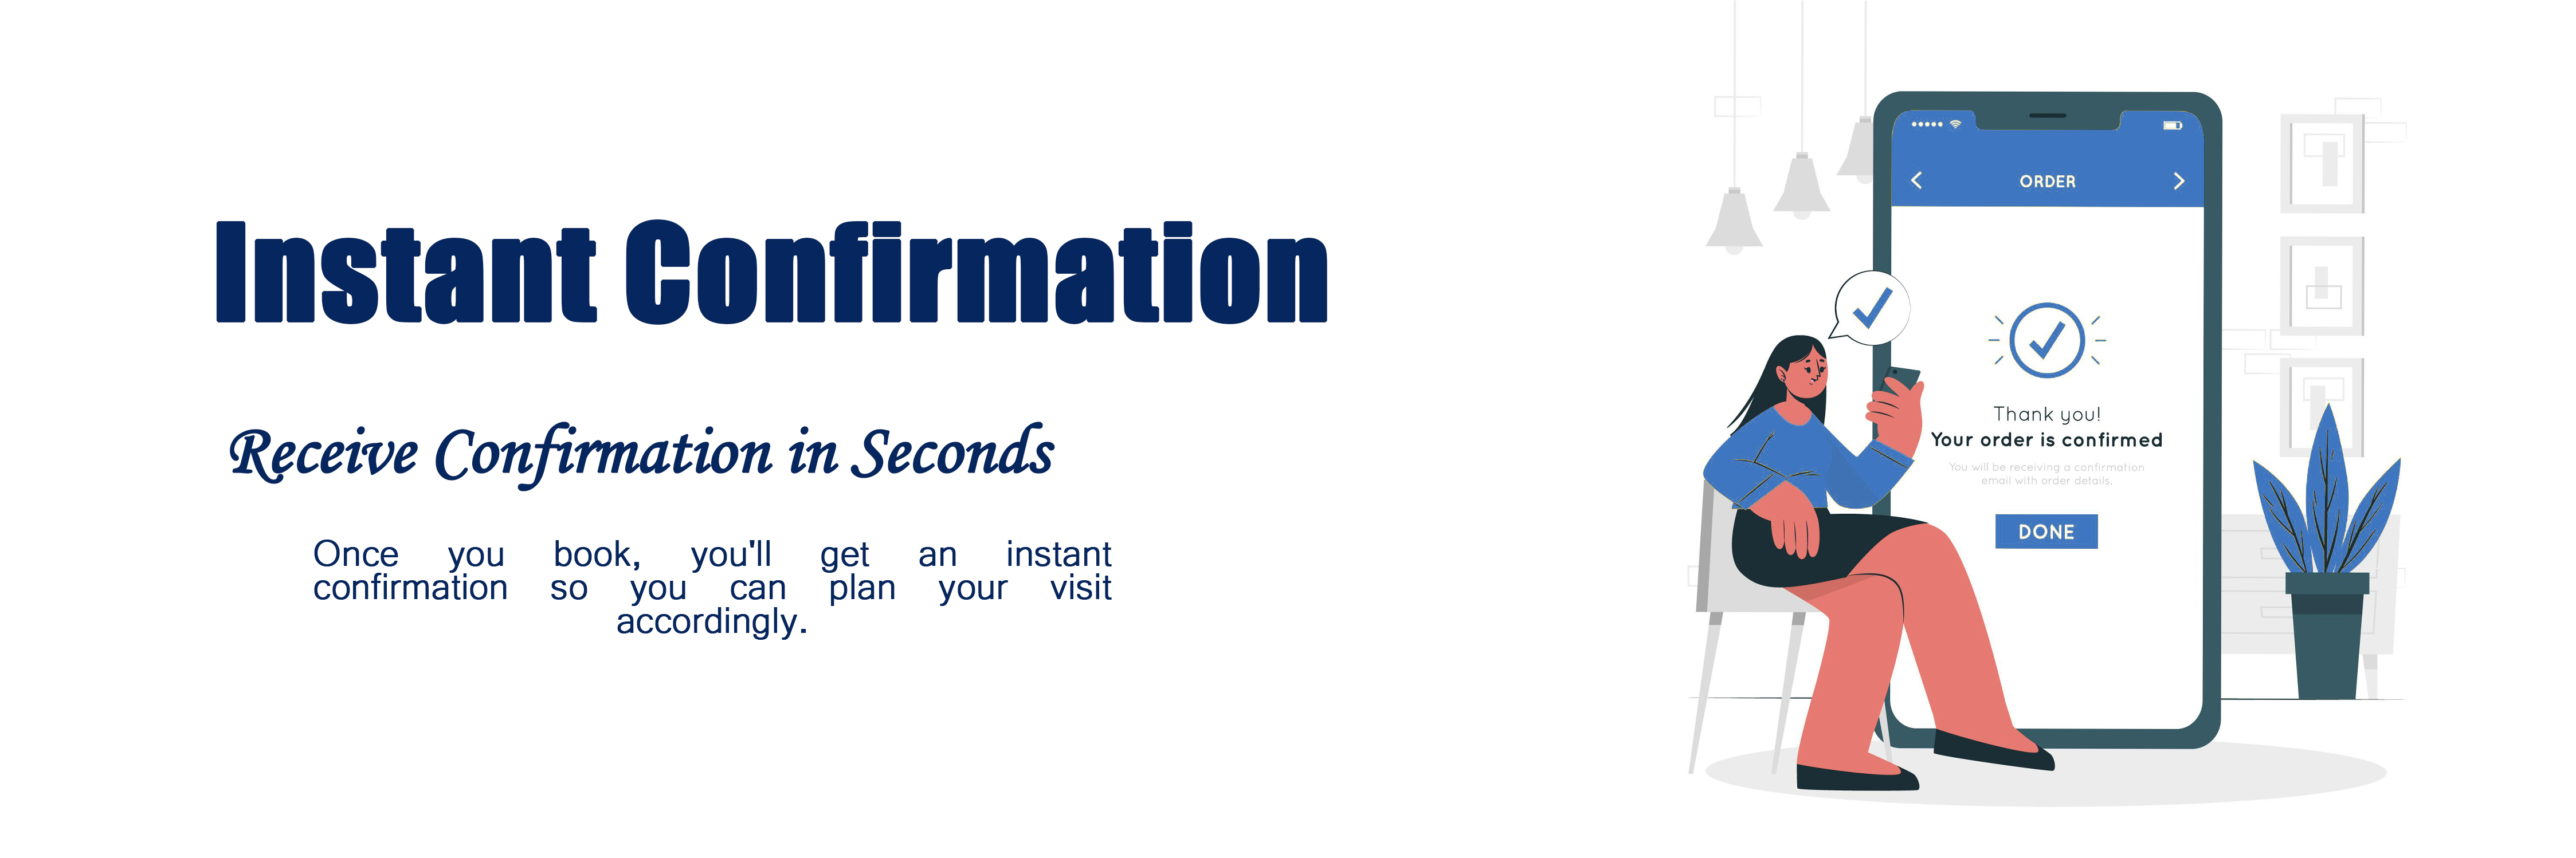 Instant Confirmation
Receive Confirmation in Seconds
Once you book, you'll get an instant
confirmation so you can plan your visit
accordingly.
ORDER
Thank you!
Your order is confirmed
You will be receiving a confirmation
email with order details.
DONE